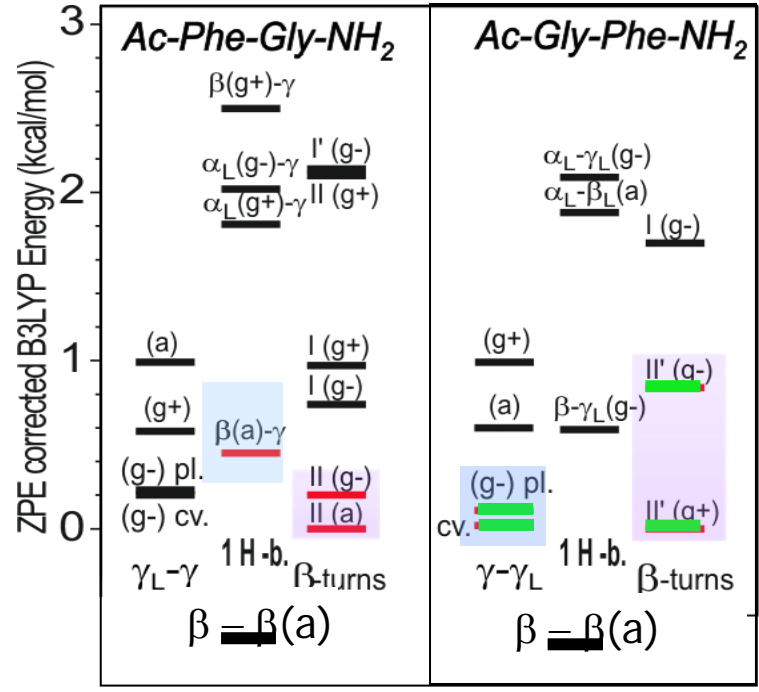 ZPE corrected B3LYP Energy (kcal/mol)
3
2
1
0
Ac-Phe-Gly-NH₂
β(g+)-γ
αL(g-)-γ
αL(g+)-γ
I' (g-)
II (g+)
(a)
I (g+)
(g+)
I (g-)
β(a)-γ
(g-) pl.
(g-) cv.
II (g-)
II (a)
γL-γ
1 H -b.
β-turns
β – β(a)
Ac-Gly-Phe-NH₂
αL-γL(g-)
αL-βL(a)
I (g-)
(g+)
II' (g-)
(a)
β-γL(g-)
(g-) pl.
cv.
II' (g+)
γ-γL
1 H -b.
β-turns
β – β(a)